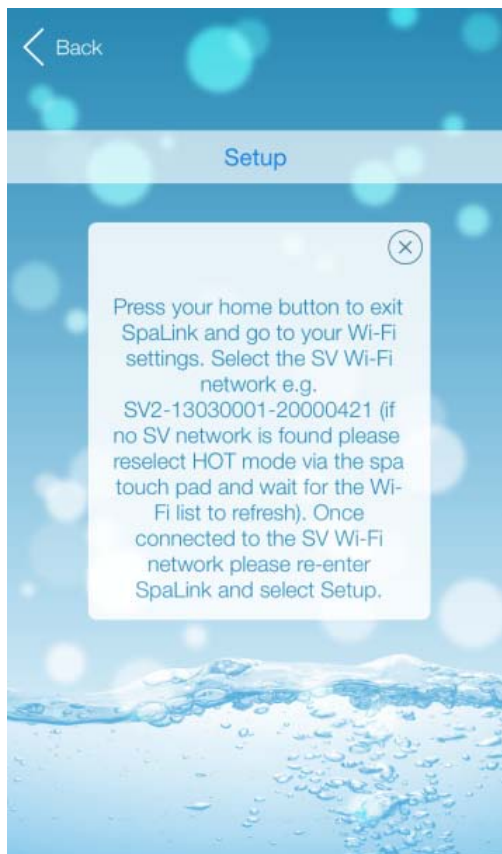 Back
Setup
Press your home button to exit
SpaLink and go to your Wi-Fi
settings. Select the SV Wi-Fi
network e.g.
SV2-13030001-20000421 (if
no SV network is found please
reselect HOT mode via the spa
touch pad and wait for the Wi-
Fi list to refresh). Once
connected to the SV Wi-Fi
network please re-enter
SpaLink and select Setup.